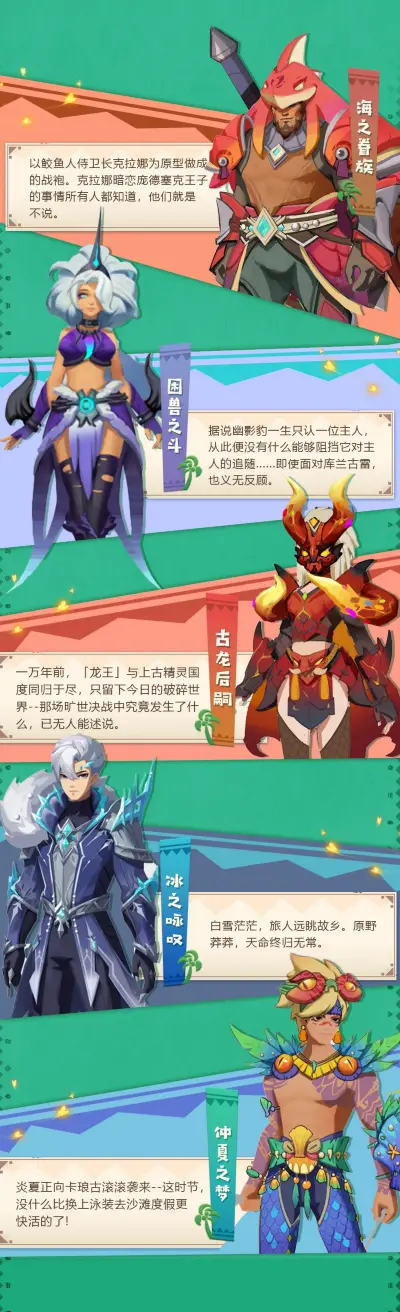 海之眷族
以鲛鱼人侍卫长克拉娜为原型做成
的战袍。克拉娜暗恋庞德塞克王子
的事情所有人都知道，他们就是
不说。
困兽之斗
据说幽影豹一生只认一位主人，
从此便没有什么能够阻挡它对主
人的追随......即使面对库兰古雷，
也义无反顾。
古龙后嗣
一万年前，「龙王」与上古精灵国
度同归于尽，只留下今日的破碎世
界--那场旷世决战中究竟发生了什
么，已无人能述说。
冰之咏叹
白雪茫茫，旅人远眺故乡。原野
莽莽，天命终归无常。
仲夏之梦
炎夏正向卡琅古滚滚袭来--这时节，
没什么比换上泳装去沙滩度假更
快活的了!